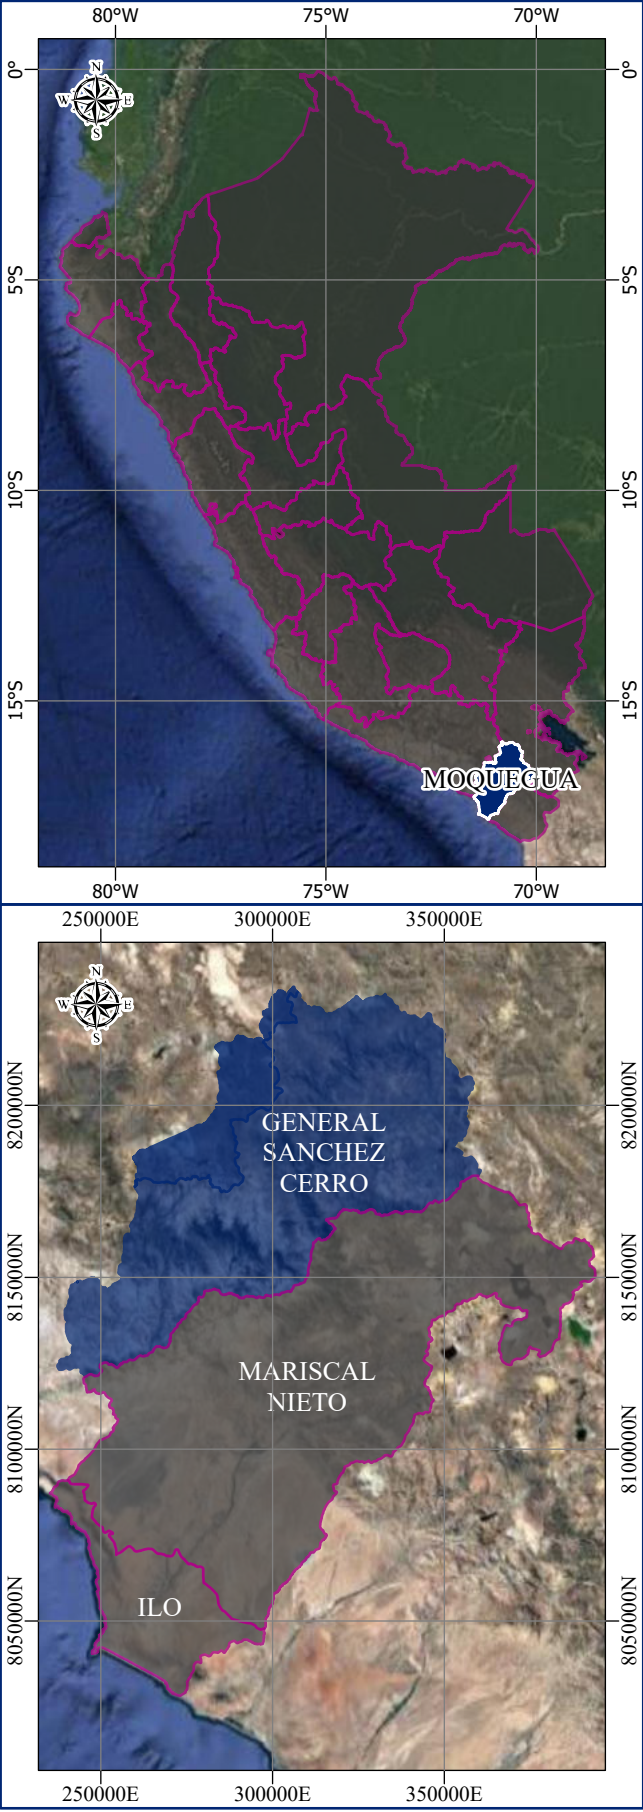 80°W 75°W 70°W
N
W E
S
0° 0°
5°S 5°S
10°S 10°S
15°S 15°S
MOQUEGUA
80°W 75°W 70°W
250000E 300000E 350000E
N
W E
S
8200000N 8200000N
GENERAL
SANCHEZ
CERRO
8150000N 8150000N
MARISCAL
NIETO
8100000N 8100000N
ILO
8050000N 8050000N
250000E 300000E 350000E